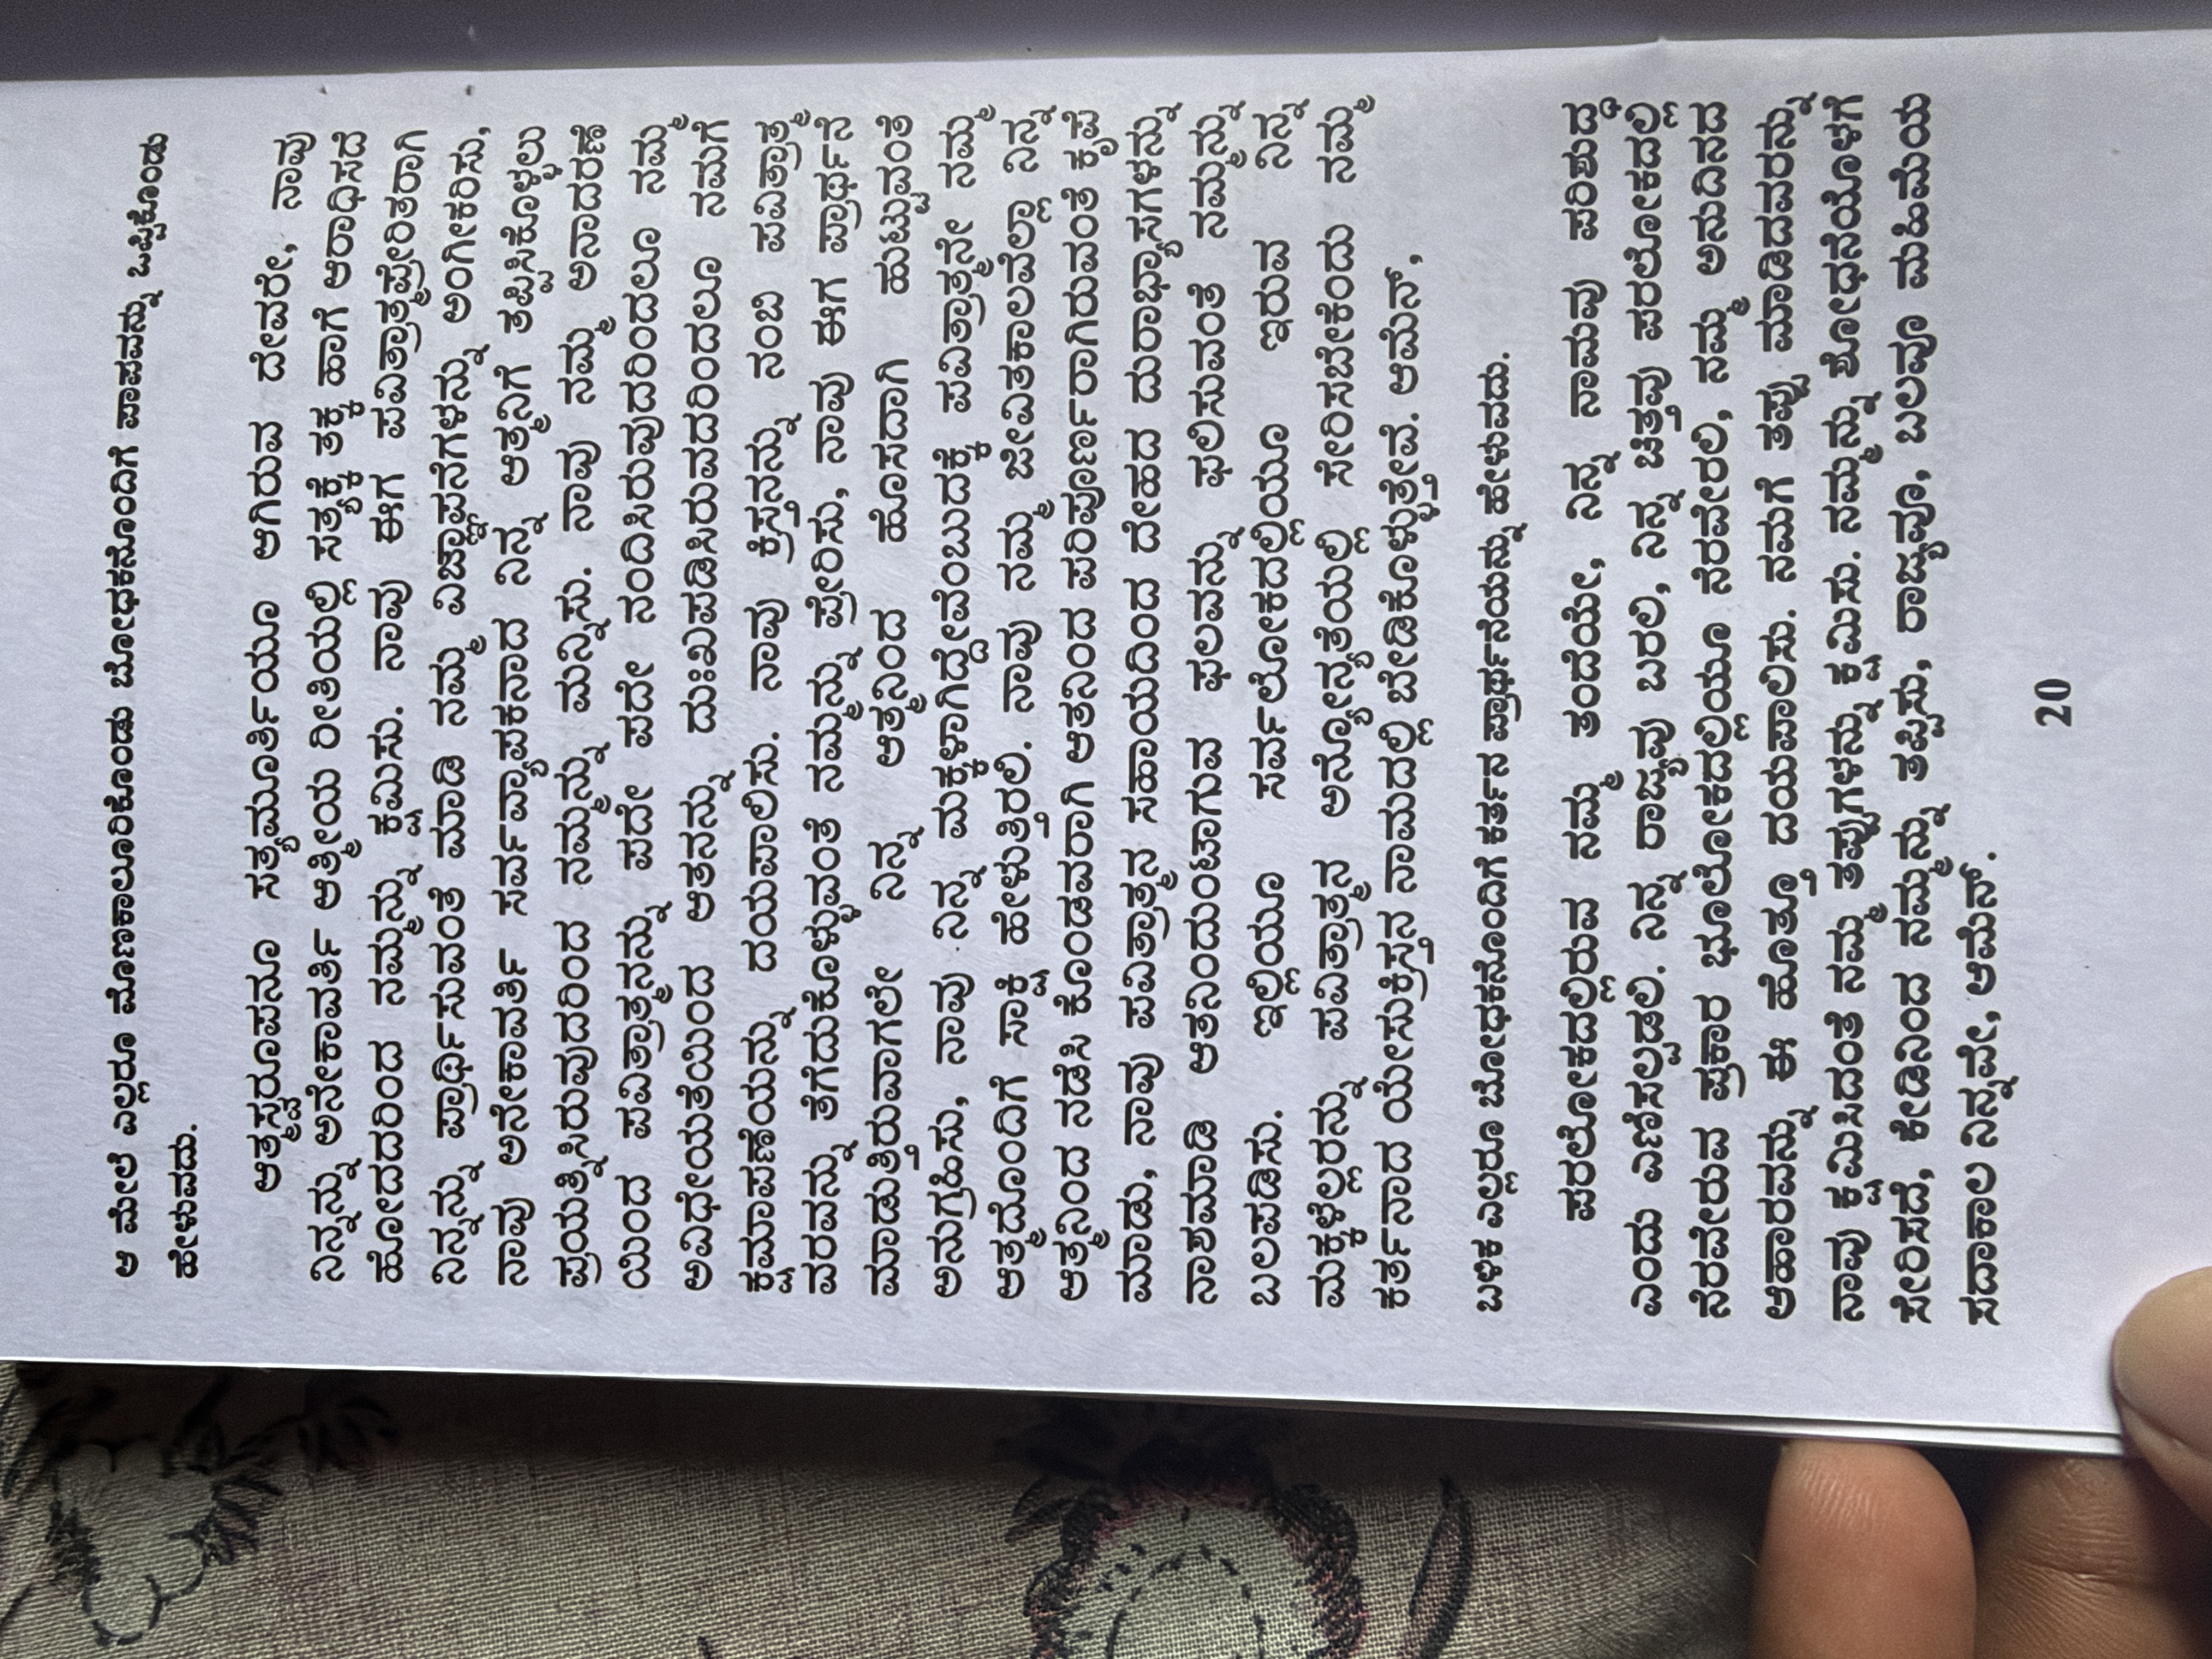 ಆ ಮೇಲೆ ಎಲ್ಲರೂ ಮೊಣಕಾಲೂರಿಕೊಂಡು ಬೋಧಕನೊಂದಿಗೆ ಪಾಪವನ್ನು ಒಪ್ಪಿಕೊಂಡು
ಹೇಳುವದು.
ಆತ್ಮಸ್ವರೂಪನೂ ಸತ್ಯಮೂರ್ತಿಯೂ ಆಗಿರುವ ದೇವರೇ, ನಾವು
ನಿನ್ನನ್ನು ಅನೇಕಾವರ್ತಿ ಆತ್ಮೀಯ ರೀತಿಯಲ್ಲಿ ಸತ್ಯಕ್ಕೆ ತಕ್ಕ ಹಾಗೆ ಆರಾಧಿಸದೆ
ಹೋದದರಿಂದ ನಮ್ಮನ್ನು ಕ್ಷಮಿಸು. ನಾವು ಈಗ ಪವಿತ್ರಾತ್ಮಪ್ರೇರಿತರಾಗಿ
ನಿನ್ನನ್ನು ಪ್ರಾರ್ಥಿಸುವಂತೆ ಮಾಡಿ ನಮ್ಮ ವಿಜ್ಞಾಪನೆಗಳನ್ನು ಅಂಗೀಕರಿಸು,
ನಾವು ಅನೇಕಾವರ್ತಿ ಸರ್ವವ್ಯಾಪಕನಾದ ನಿನ್ನ ಆತ್ಮನಿಗೆ ತಪ್ಪಿಸಿಕೊಳ್ಳಲು
ಪ್ರಯತ್ನಿಸಿರುವುದರಿಂದ ನಮ್ಮನ್ನು ಮನ್ನಿಸು. ನಾವು ನಮ್ಮ ಅನಾದರಣೆ
ಯಿಂದ ಪವಿತ್ರಾತ್ಮನನ್ನು ಪದೇ ಪದೇ ನಂದಿಸಿರುವುದರಿಂದಲೂ ನಮ್ಮ
ಅವಿಧೇಯತೆಯಿಂದ ಆತನನ್ನು ದುಃಖಪಡಿಸಿರುವದರಿಂದಲೂ ನಮಗೆ
ಕ್ಷಮಾಪಣೆಯನ್ನು ದಯಪಾಲಿಸು. ನಾವು ಕ್ರಿಸ್ತನನ್ನು ನಂಬಿ ಪವಿತ್ರಾತ್ಮ
ವರವನ್ನು ತೆಗೆದುಕೊಳ್ಳುವಂತೆ ನಮ್ಮನ್ನು ಪ್ರೇರಿಸು, ನಾವು ಈಗ ಪ್ರಾರ್ಥನೆ
ಮಾಡುತ್ತಿರುವಾಗಲೇ ನಿನ್ನ ಆತ್ಮನಿಂದ ಹೊಸದಾಗಿ ಹುಟ್ಟುವಂತೆ
ಅನುಗ್ರಹಿಸು, ನಾವು ನಿನ್ನ ಮಕ್ಕಳಾಗಿದ್ದೇವೆಂಬುದಕ್ಕೆ ಪವಿತ್ರಾತ್ಮನೇ ನಮ್ಮ
ಆತ್ಮದೊಂದಿಗೆ ಸಾಕ್ಷಿ ಹೇಳುತ್ತಿರಲಿ. ನಾವು ನಮ್ಮ ಜೀವಿತಕಾಲವೆಲ್ಲಾ ನಿನ್ನ
ಆತ್ಮನಿಂದ ನಡೆಸಿ ಕೊಂಡವರಾಗಿ ಆತನಿಂದ ಪರಿಪೂರ್ಣರಾಗಿರುವಂತೆ ಕೃಪೆ
ಮಾಡು, ನಾವು ಪವಿತ್ರಾತ್ಮನ ಸಹಾಯದಿಂದ ದೇಹದ ದುರಾಭ್ಯಾಸಗಳನ್ನು
ನಾಶಮಾಡಿ ಆತನಿಂದುಂಟಾಗುವ ಫಲವನ್ನು ಫಲಿಸುವಂತೆ ನಮ್ಮನ್ನು
ಬಲಪಡಿಸು. ಇಲ್ಲಿಯೂ ಸರ್ವಲೋಕದಲ್ಲಿಯೂ ಇರುವ ನಿನ್ನ
ಮಕ್ಕಳೆಲ್ಲರನ್ನು ಪವಿತ್ರಾತ್ಮನ ಅನ್ಯೋನ್ಯತೆಯಲ್ಲಿ ಸೇರಿಸಬೇಕೆಂದು ನಮ್ಮ
ಕರ್ತನಾದ ಯೇಸುಕ್ರಿಸ್ತನ ನಾಮದಲ್ಲಿ ಬೇಡಿಕೊಳ್ಳುತ್ತೇವೆ. ಆಮೆನ್,
ಬಳಿಕ ಎಲ್ಲರೂ ಬೋಧಕನೊಂದಿಗೆ ಕರ್ತನ ಪ್ರಾರ್ಥನೆಯನ್ನು ಹೇಳುವದು.
ಪರಲೋಕದಲ್ಲಿರುವ ನಮ್ಮ ತಂದೆಯೇ, ನಿನ್ನ ನಾಮವು ಪರಿಶುದ್ಧ
ಎಂದು ಎಣಿಸಲ್ಪಡಲಿ. ನಿನ್ನ ರಾಜ್ಯವು ಬರಲಿ, ನಿನ್ನ ಚಿತ್ತವು ಪರಲೋಕದಲ್ಲಿ
ನೆರವೇರುವ ಪ್ರಕಾರ ಭೂಲೋಕದಲ್ಲಿಯೂ ನೆರವೇರಲಿ, ನಮ್ಮ ಅನುದಿನದ
ಆಹಾರವನ್ನು ಈ ಹೊತ್ತೂ ದಯಪಾಲಿಸು. ನಮಗೆ ತಪ್ಪು ಮಾಡಿದವರನ್ನು
ನಾವು ಕ್ಷಮಿಸಿದಂತೆ ನಮ್ಮ ತಪ್ಪುಗಳನ್ನು ಕ್ಷಮಿಸು. ನಮ್ಮನ್ನು ಶೋಧನೆಯೊಳಗೆ
ಸೇರಿಸದೆ, ಕೇಡಿನಿಂದ ನಮ್ಮನ್ನು ತಪ್ಪಿಸು, ರಾಜ್ಯವೂ, ಬಲವೂ ಮಹಿಮೆಯ
ಸದಾಕಾಲ ನಿನ್ನವೇ, ಆಮೆನ್.
20